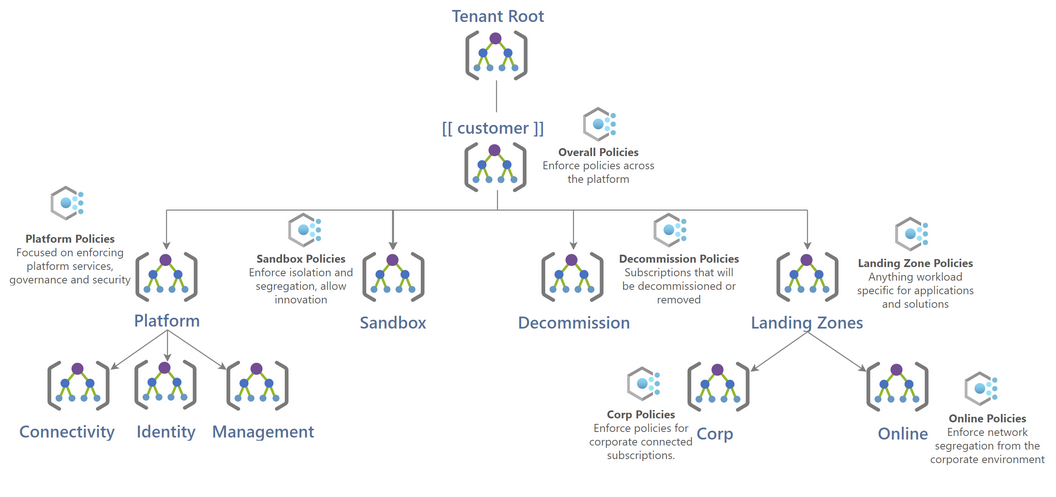 Tenant Root
[[ customer ]]
Overall Policies
Enforce policies across
the platform
Platform Policies
Focused on enforcing
platform services,
governance and security
Platform
Sandbox Policies
Enforce isolation and
segregation, allow
innovation
Sandbox
Decommission Policies
Subscriptions that will
be decommissioned or
removed
Decommission
Landing Zone Policies
Anything workload
specific for applications
and solutions
Landing Zones
Connectivity
Identity
Management
Corp Policies
Enforce policies for
corporate connected
subscriptions.
Corp
Online
Online Policies
Enforce network
segregation from the
corporate environment